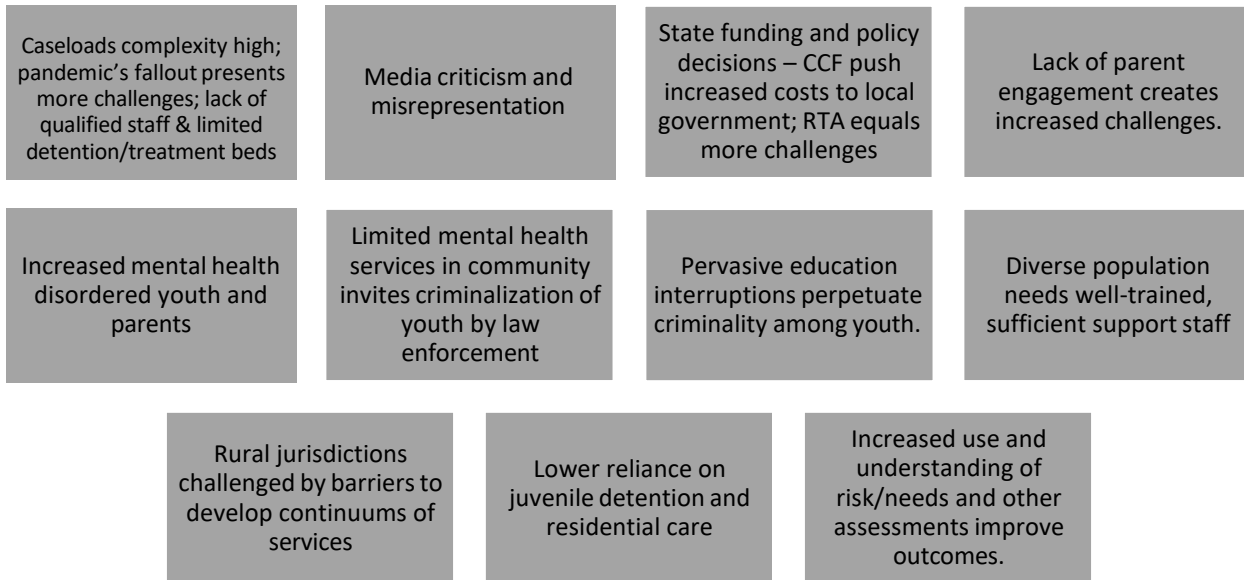 Caseloads complexity high;
pandemic’s fallout presents
more challenges; lack of
qualified staff & limited
detention/treatment beds
Media criticism and
misrepresentation
State funding and policy
decisions – CCF push
increased costs to local
government; RTA equals
more challenges
Lack of parent
engagement creates
increased challenges.
Increased mental health
disordered youth and
parents
Limited mental health
services in community
invites criminalization of
youth by law
enforcement
Pervasive education
interruptions perpetuate
criminality among youth.
Diverse population
needs well-trained,
sufficient support staff
Rural jurisdictions
challenged by barriers to
develop continuums of
services
Lower reliance on
juvenile detention and
residential care
Increased use and
understanding of
risk/needs and other
assessments improve
outcomes.